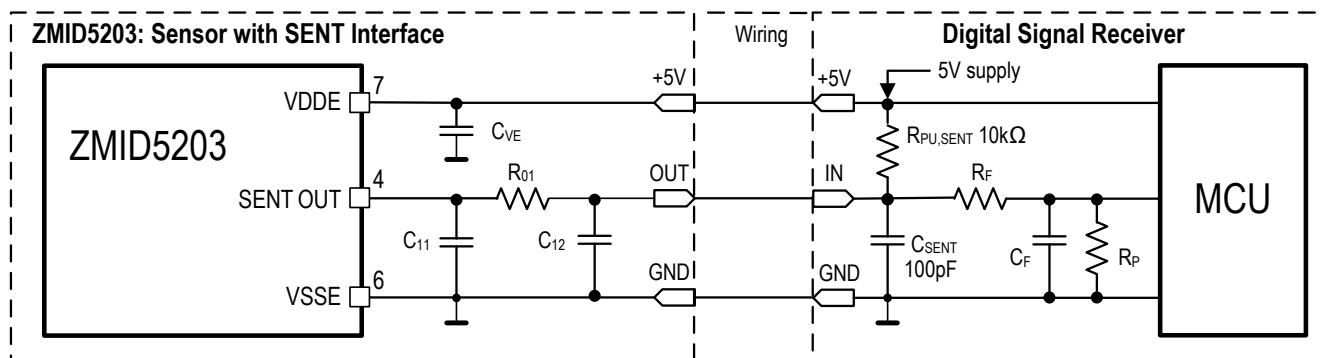 ZMID5203: Sensor with SENT Interface
Wiring
Digital Signal Receiver
7
VDDE
+5V
+5V
5V supply
ZMID5203
CVE
RPU,SENT 10kΩ
4
SENT OUT
R01
OUT
IN
RF
MCU
C11
C12
CSENT
100pF
CF
RP
6
VSSE
GND
GND